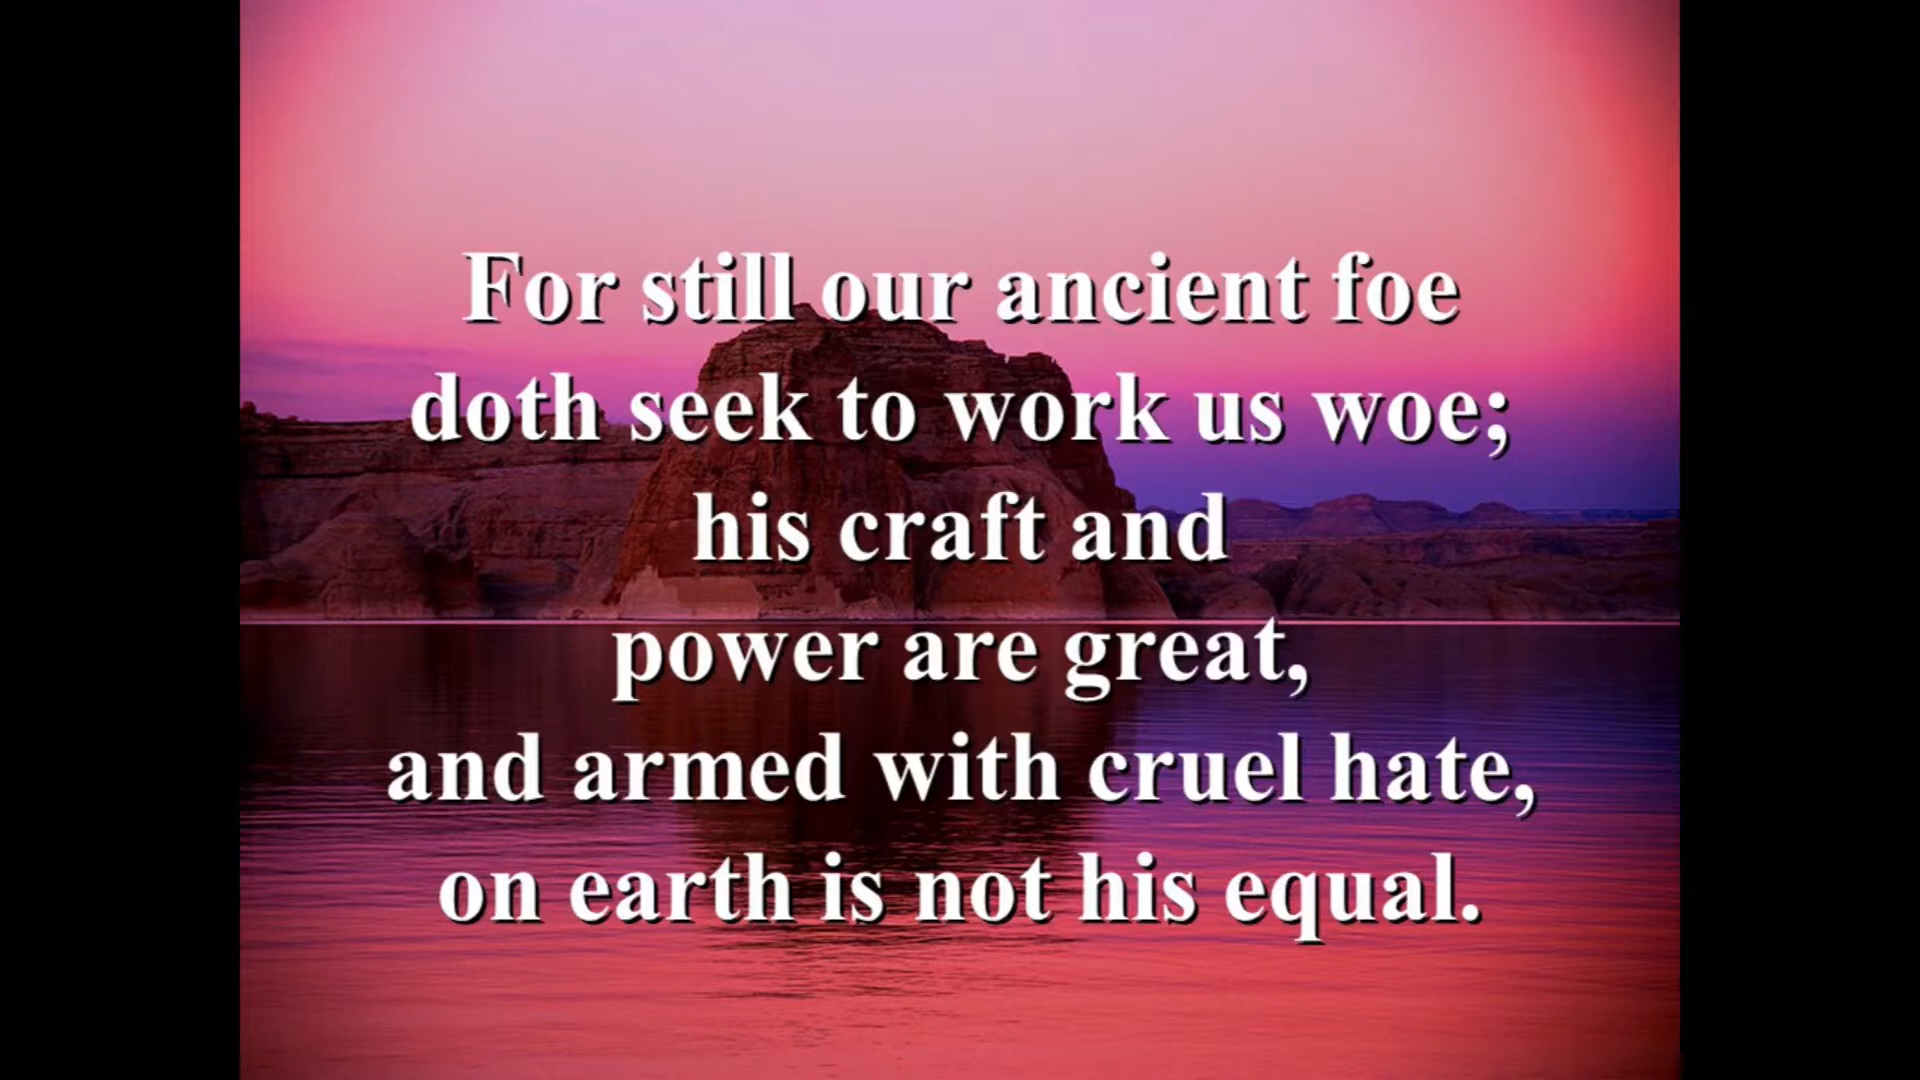 For still our ancient foe
doth seek to work us woe;
his craft and
power are great,
and armed with cruel hate,
on earth is not his equal.